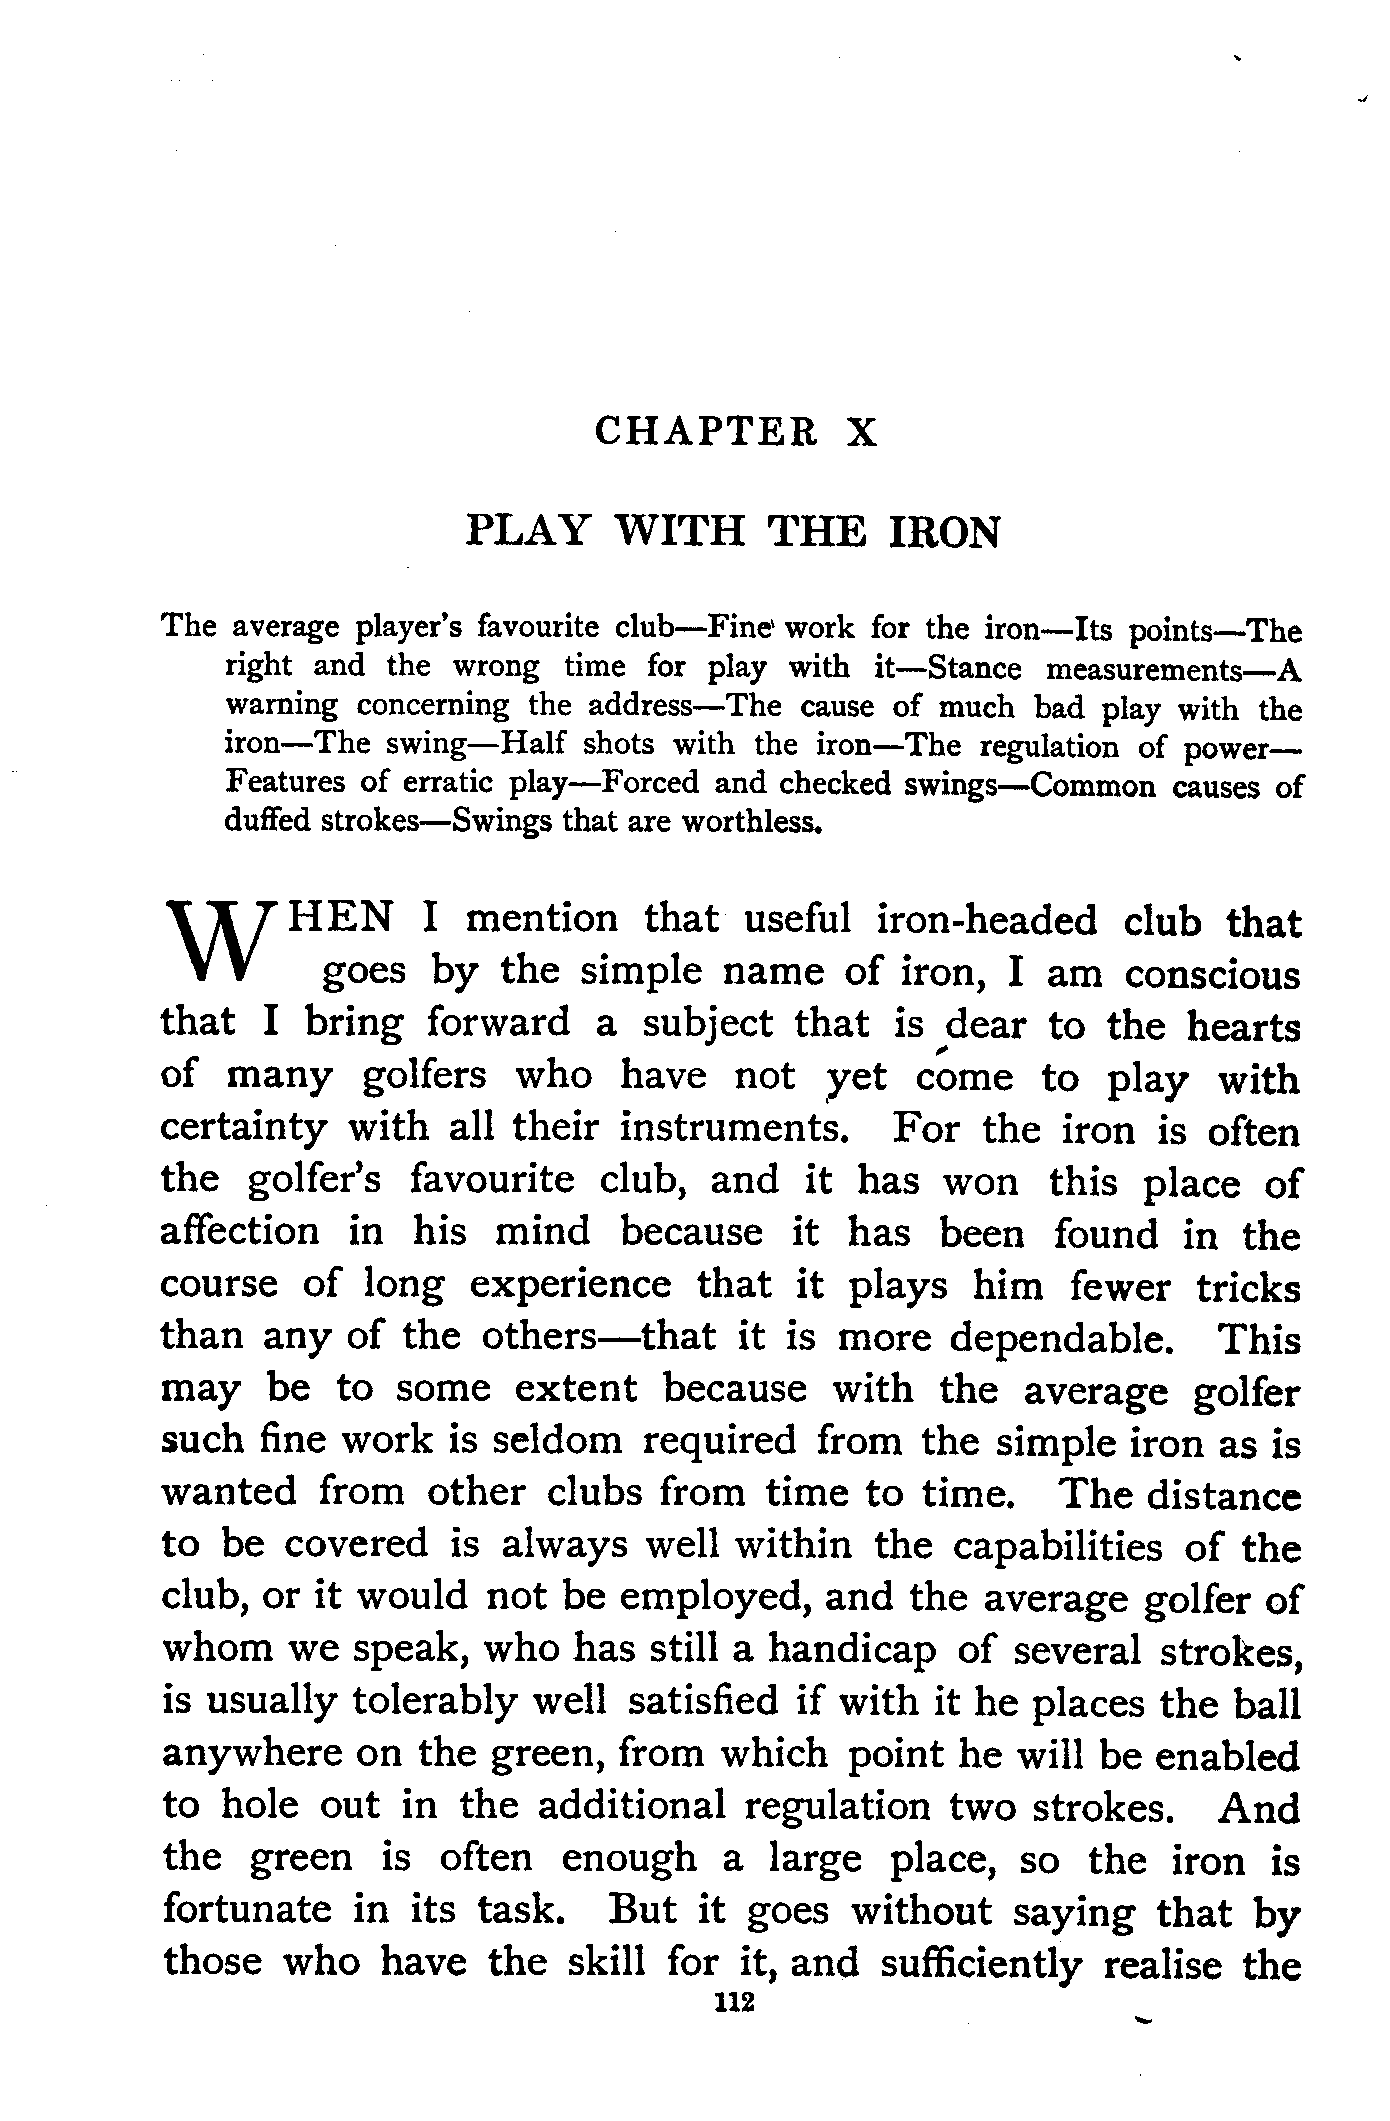 CHAPTER X
PLAY WITH THE IRON
The average player's favourite club—Fine work for the iron—Its points—The
right and the wrong time for play with it—Stance measurements—A
warning concerning the address—The cause of much bad play with the
iron—The swing—Half shots with the iron—The regulation of power—
Features of erratic play—Forced and checked swings—Common causes of
duffed strokes—Swings that are worthless.
WHEN I mention that useful iron-headed club that
goes by the simple name of iron, I am conscious
that I bring forward a subject that is dear to the hearts
of many golfers who have not yet come to play with
certainty with all their instruments. For the iron is often
the golfer's favourite club, and it has won this place of
affection in his mind because it has been found in the
course of long experience that it plays him fewer tricks
than any of the others—that it is more dependable. This
may be to some extent because with the average golfer
such fine work is seldom required from the simple iron as is
wanted from other clubs from time to time. The distance
to be covered is always well within the capabilities of the
club, or it would not be employed, and the average golfer of
whom we speak, who has still a handicap of several strokes,
is usually tolerably well satisfied if with it he places the ball
anywhere on the green, from which point he will be enabled
to hole out in the additional regulation two strokes. And
the green is often enough a large place, so the iron is
fortunate in its task. But it goes without saying that by
those who have the skill for it, and sufficiently realise the
112